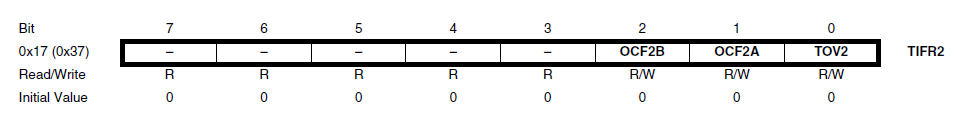 Bit 7 6 5 4 3 2 1 0
0x17 (0x37) – – – – – OCF2B OCF2A TOV2 TIFR2
Read/Write R R R R R R/W R/W R/W
Initial Value 0 0 0 0 0 0 0 0